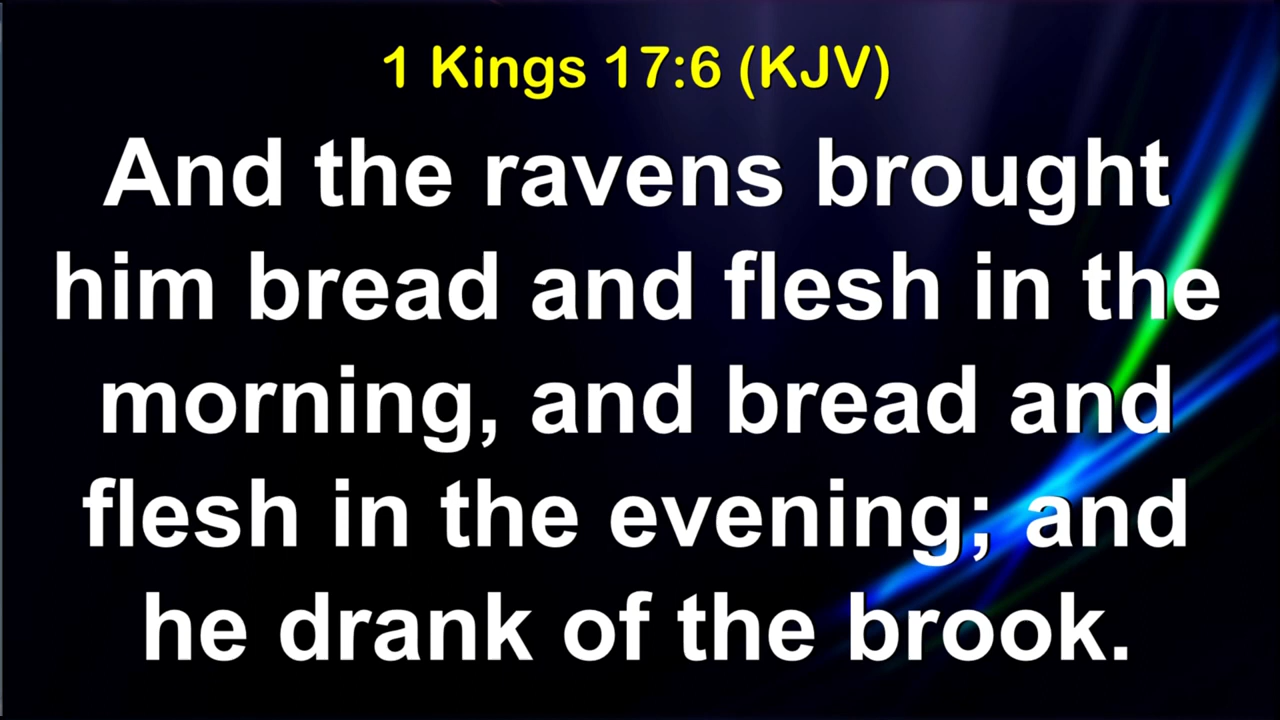 1 Kings 17:6 (KJV)
And the ravens brought
him bread and flesh in the
morning, and bread and
flesh in the evening; and
he drank of the brook.